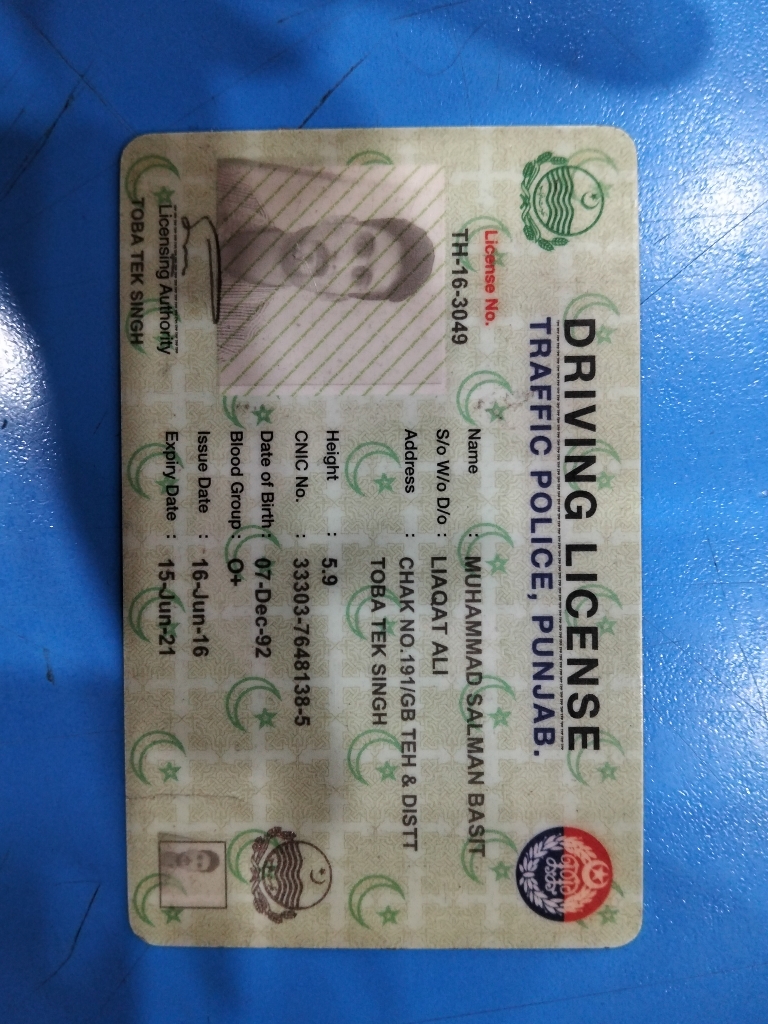 DRIVING LICENSE
TRAFFIC POLICE, PUNJAB.
License No.
TH-16-3049
Name : MUHAMMAD SALMAN BASIT
S/o W/o D/o : LIAQAT ALI
Address : CHAK NO.191/GB TEH & DISTT
TOBA TEK SINGH
Height : 5.9
CNIC No. : 33303-7648138-5
Date of Birth : 07-Dec-92
Blood Group : O+
Issue Date : 16-Jun-16
Expiry Date : 15-Jun-21
Licensing Authority
TOBA TEK SINGH